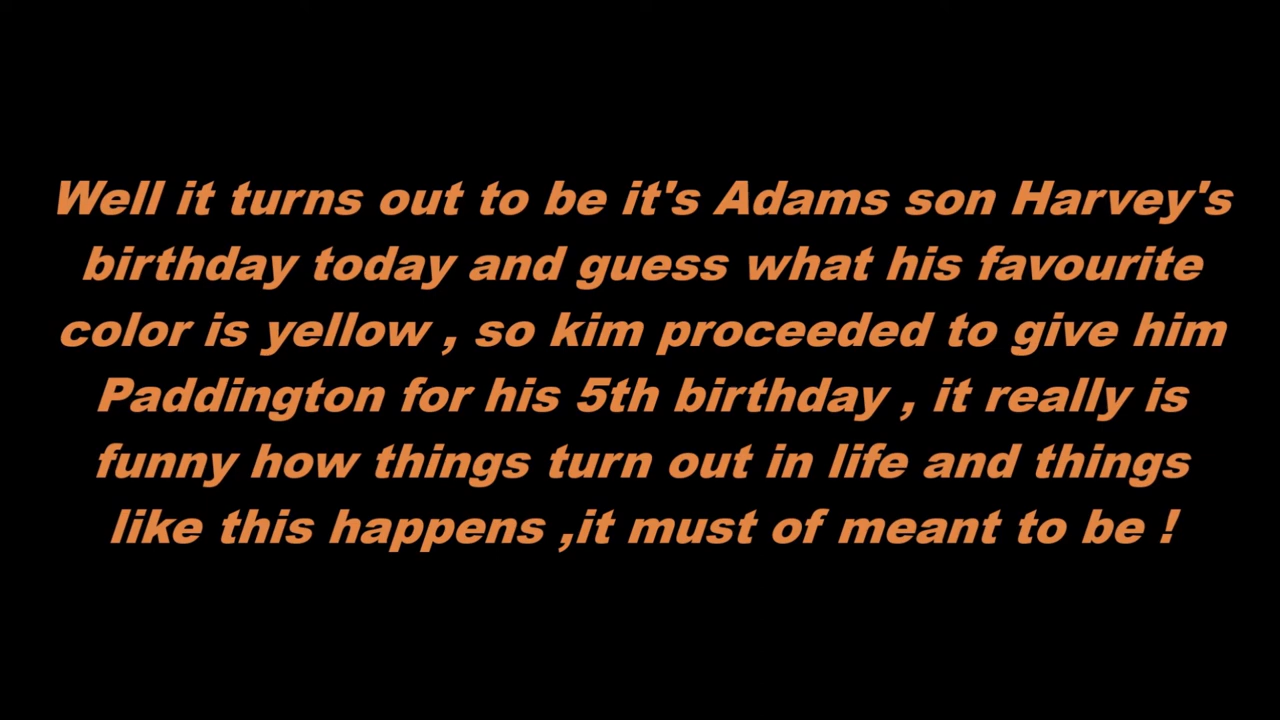 Well it turns out to be it's Adams son Harvey's
birthday today and guess what his favourite
color is yellow , so kim proceeded to give him
Paddington for his 5th birthday , it really is
funny how things turn out in life and things
like this happens ,it must of meant to be !